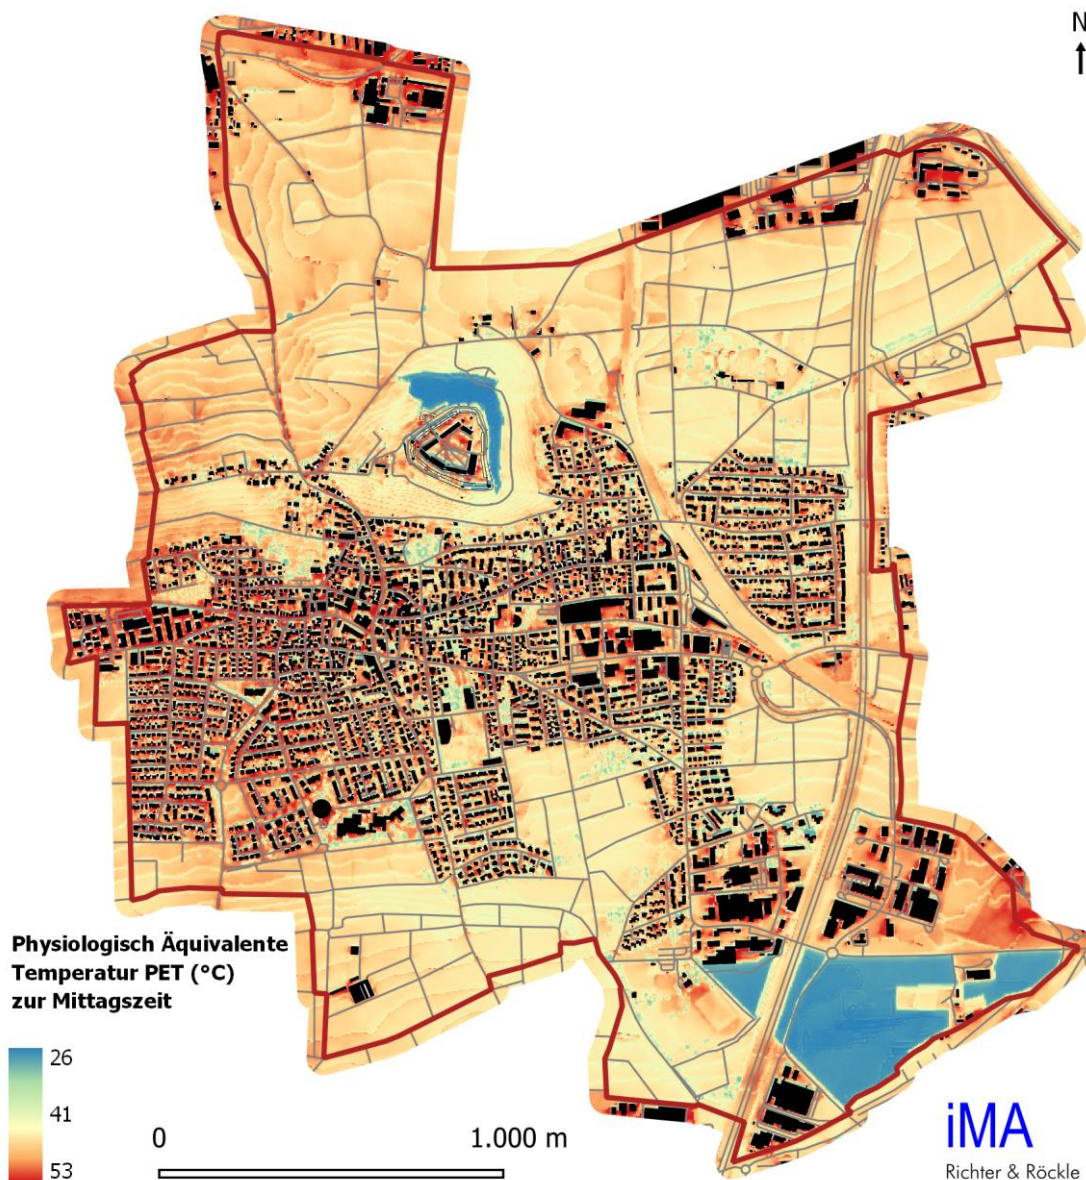 N
Physiologisch Äquivalente
Temperatur PET (°C)
zur Mittagszeit
26
41
53
0 1.000 m
iMA
Richter & Röckle